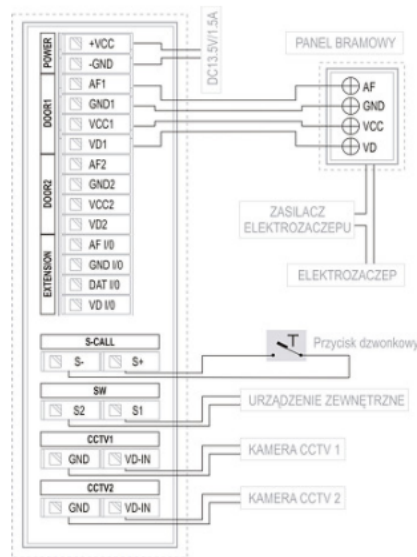 POWER
+VCC
-GND
DC13.5V/1.5A
DOOR1
AF1
GND1
VCC1
VD1
DOOR2
AF2
GND2
VCC2
VD2
EXTENSION
AF I/0
GND I/0
DAT I/0
VD I/0
PANEL BRAMOWY
AF
GND
VCC
VD
ZASILACZ
ELEKTROZACZEPU
ELEKTROZACZEP
S-CALL
S- S+
T Przycisk dzwonkowy
SW
S2 S1
URZĄDZENIE ZEWNĘTRZNE
CCTV1
GND VD-IN
KAMERA CCTV 1
CCTV2
GND VD-IN
KAMERA CCTV 2